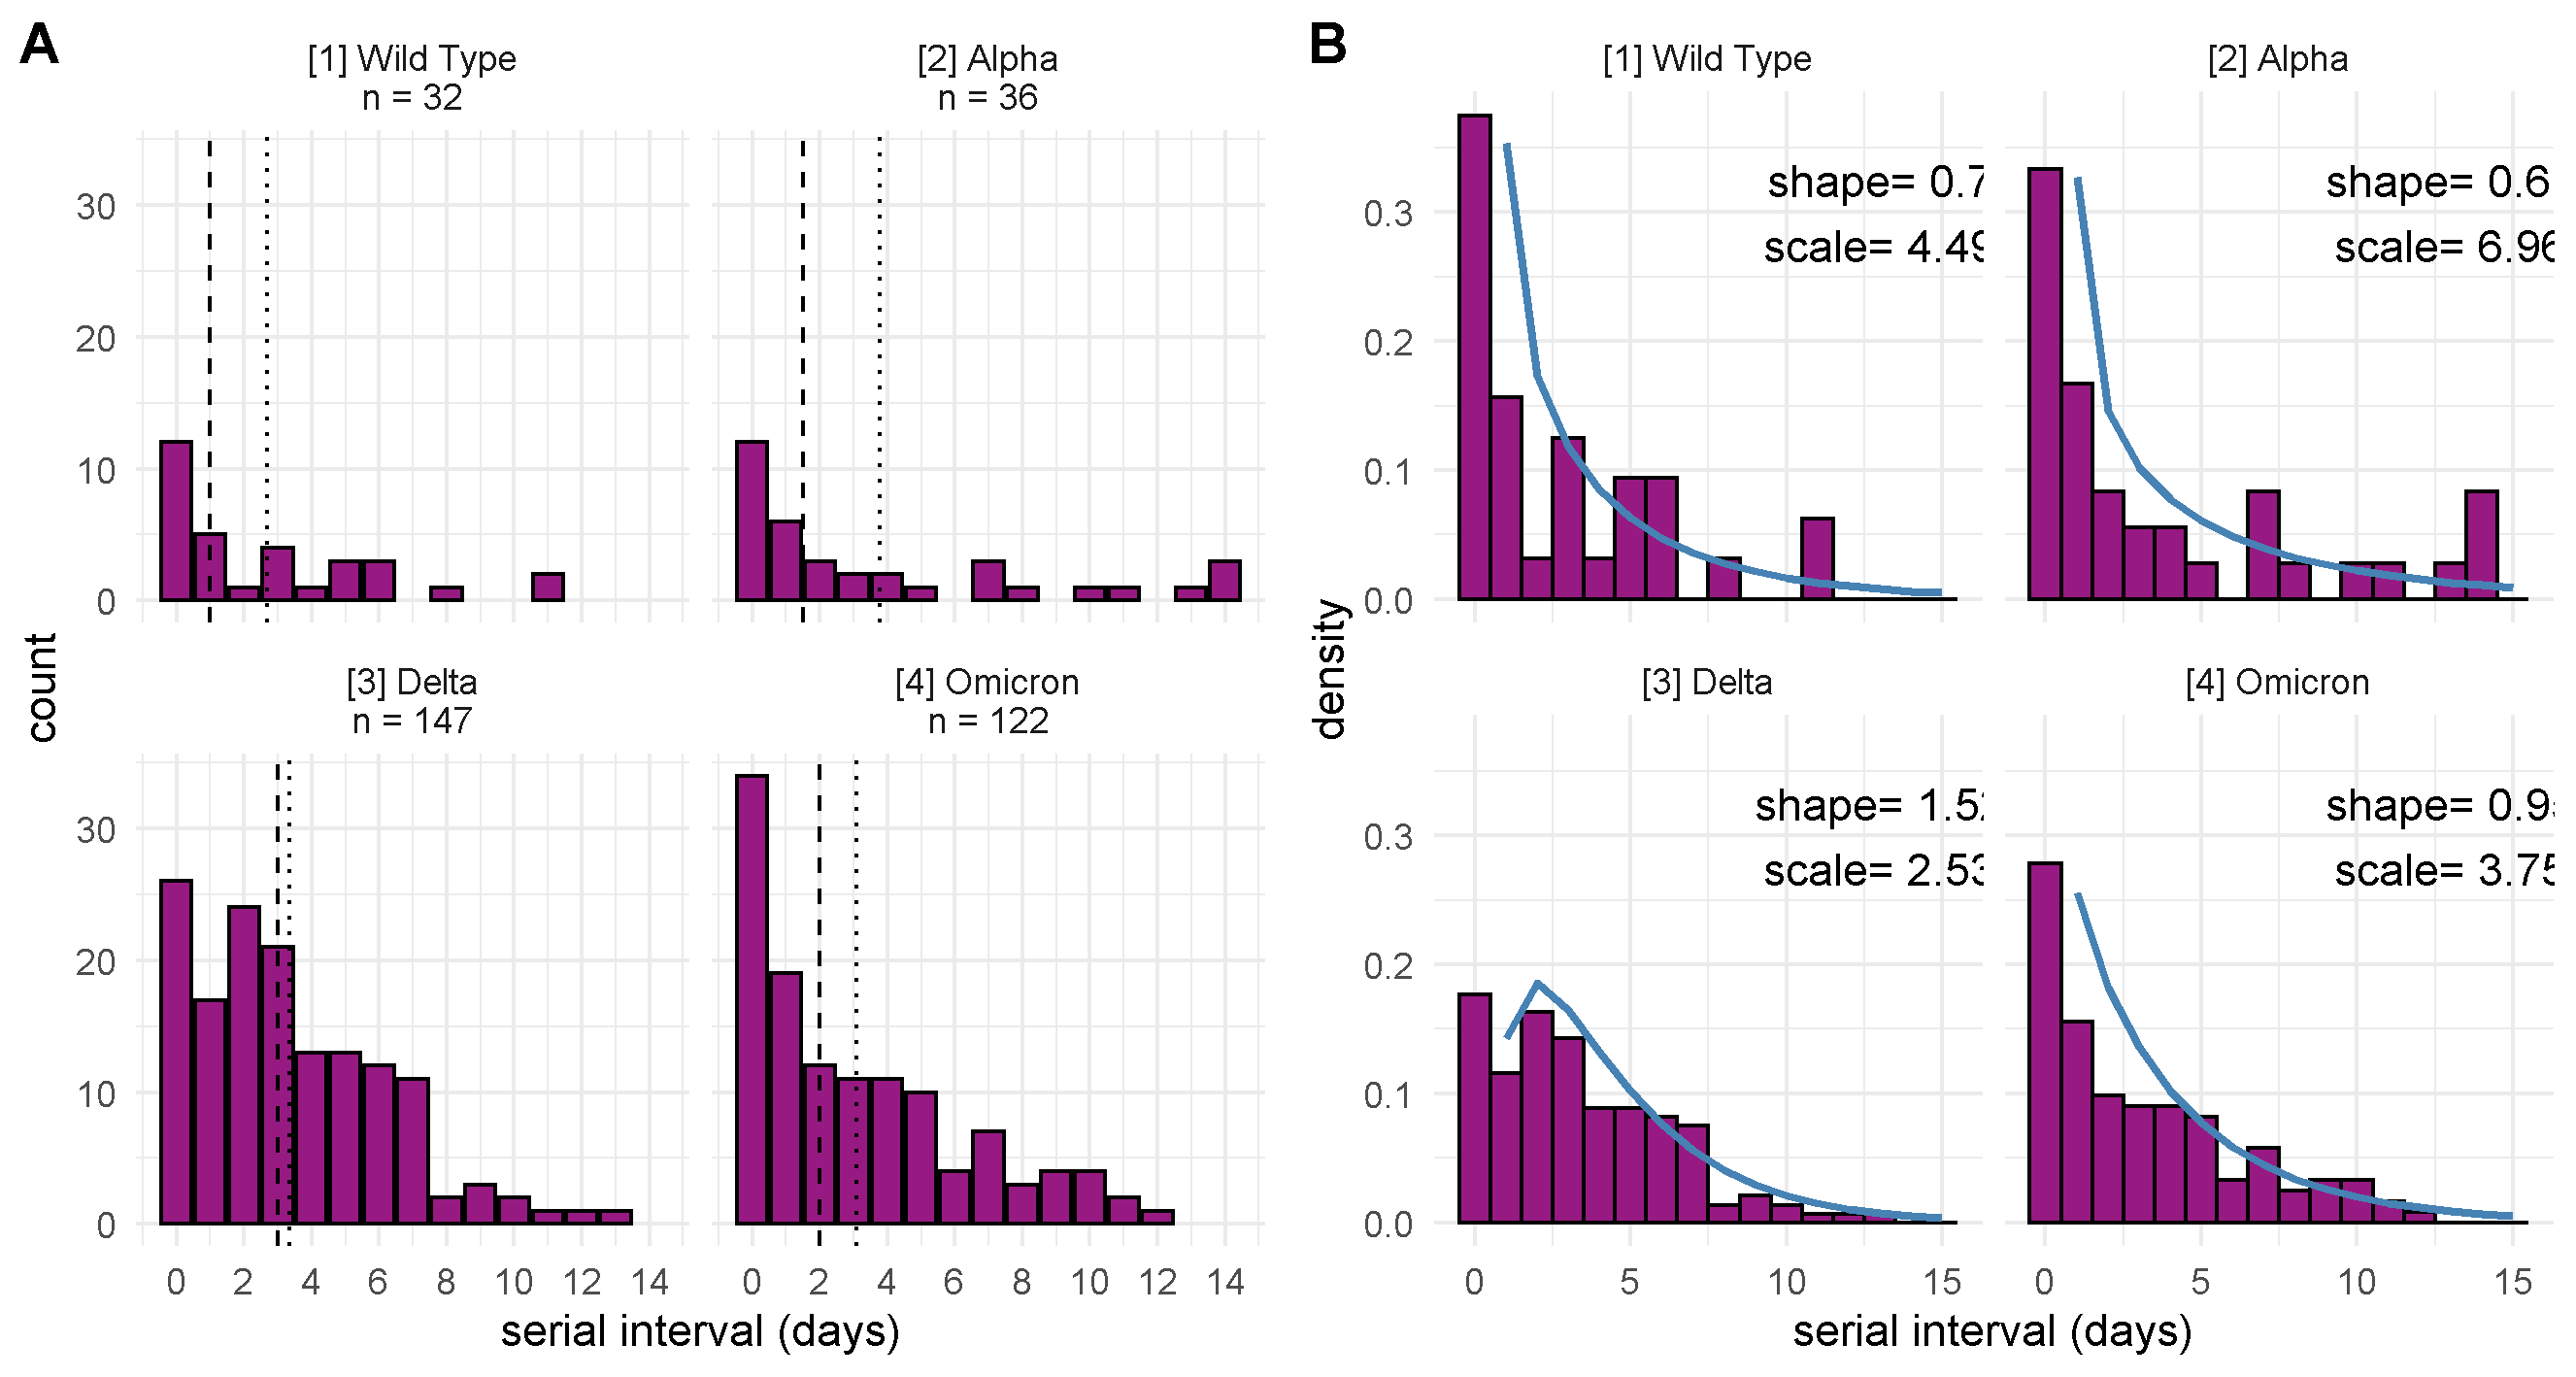 A
[1] Wild Type
n = 32
[2] Alpha
n = 36
30
20
10
0
count
[3] Delta
n = 147
[4] Omicron
n = 122
30
20
10
0
0 2 4 6 8 10 12 14
0 2 4 6 8 10 12 14
serial interval (days)
B
[1] Wild Type
[2] Alpha
shape= 0.7
scale= 4.49
shape= 0.6
scale= 6.96
0.3
0.2
0.1
0.0
density
[3] Delta
[4] Omicron
shape= 1.52
scale= 2.53
shape= 0.9
scale= 3.75
0.3
0.2
0.1
0.0
0 5 10 15
0 5 10 15
serial interval (days)